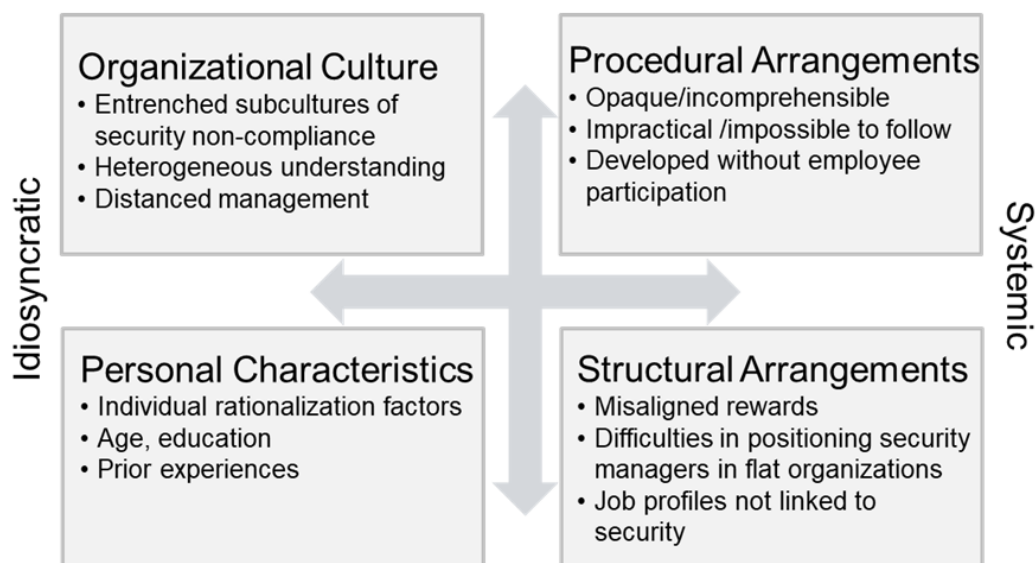 Organizational Culture
• Entrenched subcultures of
security non-compliance
• Heterogeneous understanding
• Distanced management
Procedural Arrangements
• Opaque/incomprehensible
• Impractical /impossible to follow
• Developed without employee
participation
Idiosyncratic
Systemic
Personal Characteristics
• Individual rationalization factors
• Age, education
• Prior experiences
Structural Arrangements
• Misaligned rewards
• Difficulties in positioning security
managers in flat organizations
• Job profiles not linked to
security